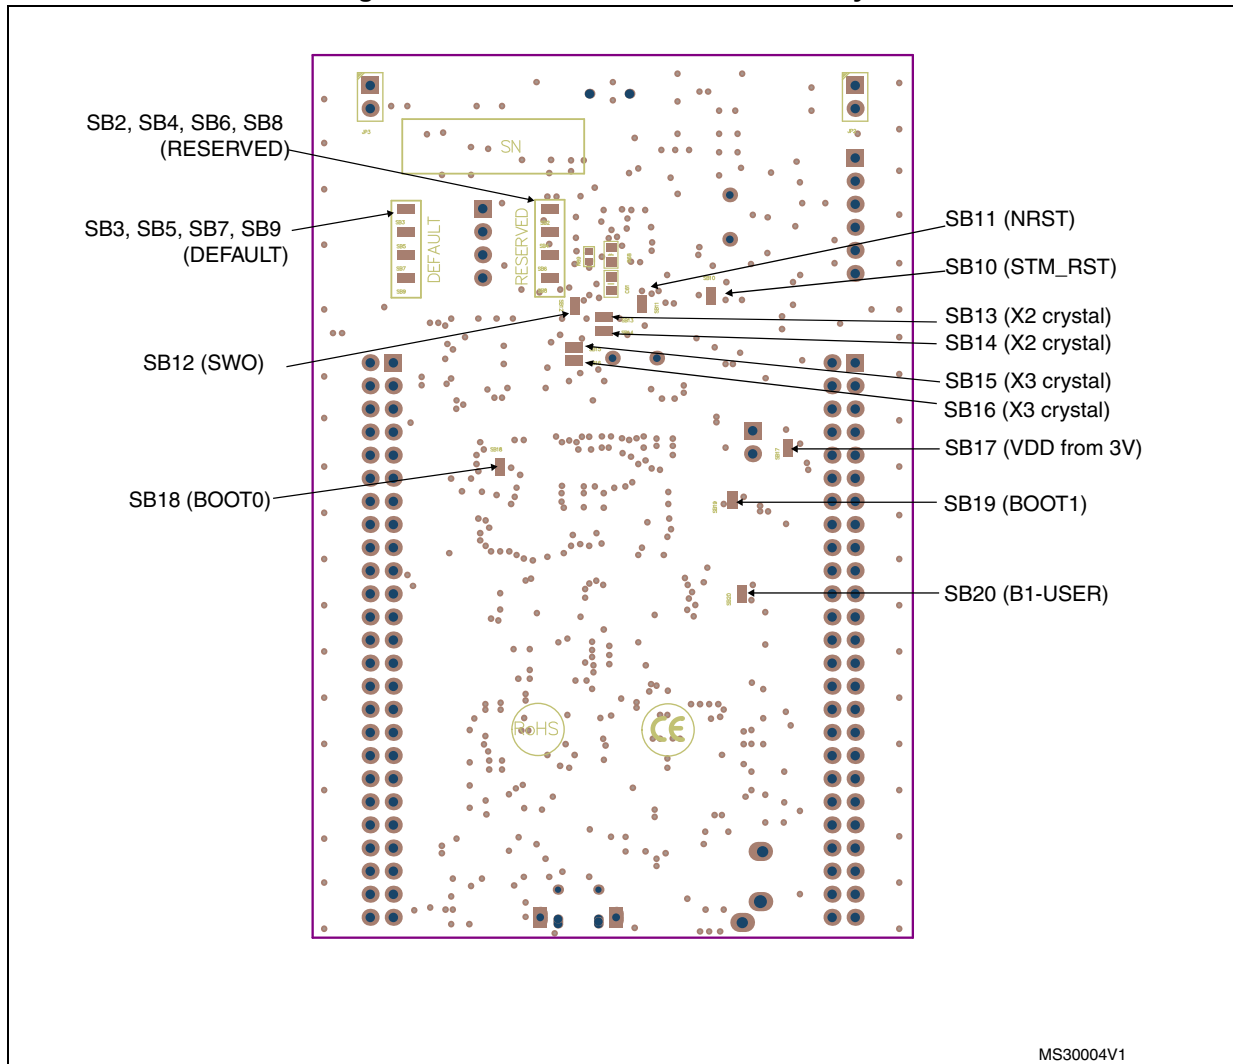 SB2, SB4, SB6, SB8
(RESERVED)
SN
SB3, SB5, SB7, SB9
(DEFAULT)
DEFAULT
RESERVED
SB11 (NRST)
SB10 (STM_RST)
SB13 (X2 crystal)
SB14 (X2 crystal)
SB12 (SWO)
SB15 (X3 crystal)
SB16 (X3 crystal)
SB17 (VDD from 3V)
SB18 (BOOT0)
SB19 (BOOT1)
SB20 (B1-USER)
RoHS
CE
MS30004V1